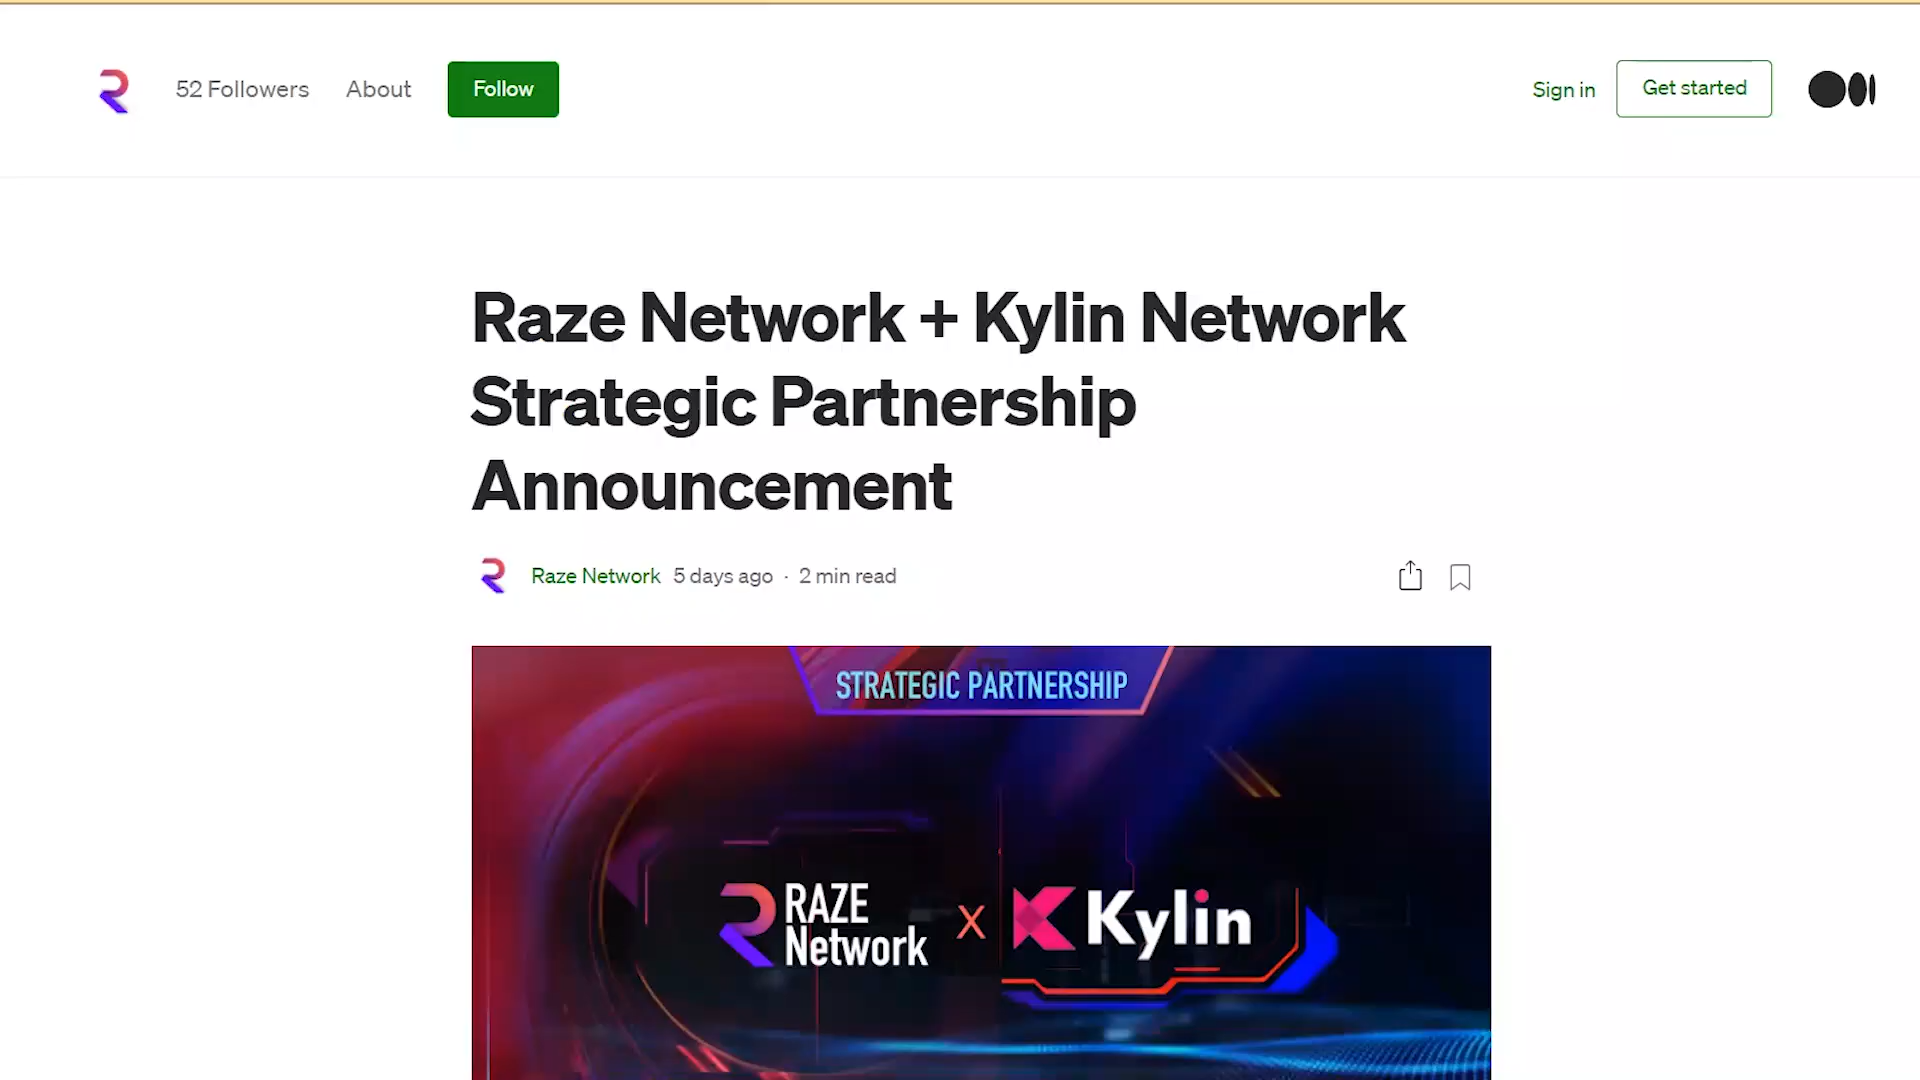 52 Followers About Follow Sign in Get started
Raze Network + Kylin Network
Strategic Partnership
Announcement
Raze Network 5 days ago · 2 min read
STRATEGIC PARTNERSHIP
RAZE
Network X Kylin